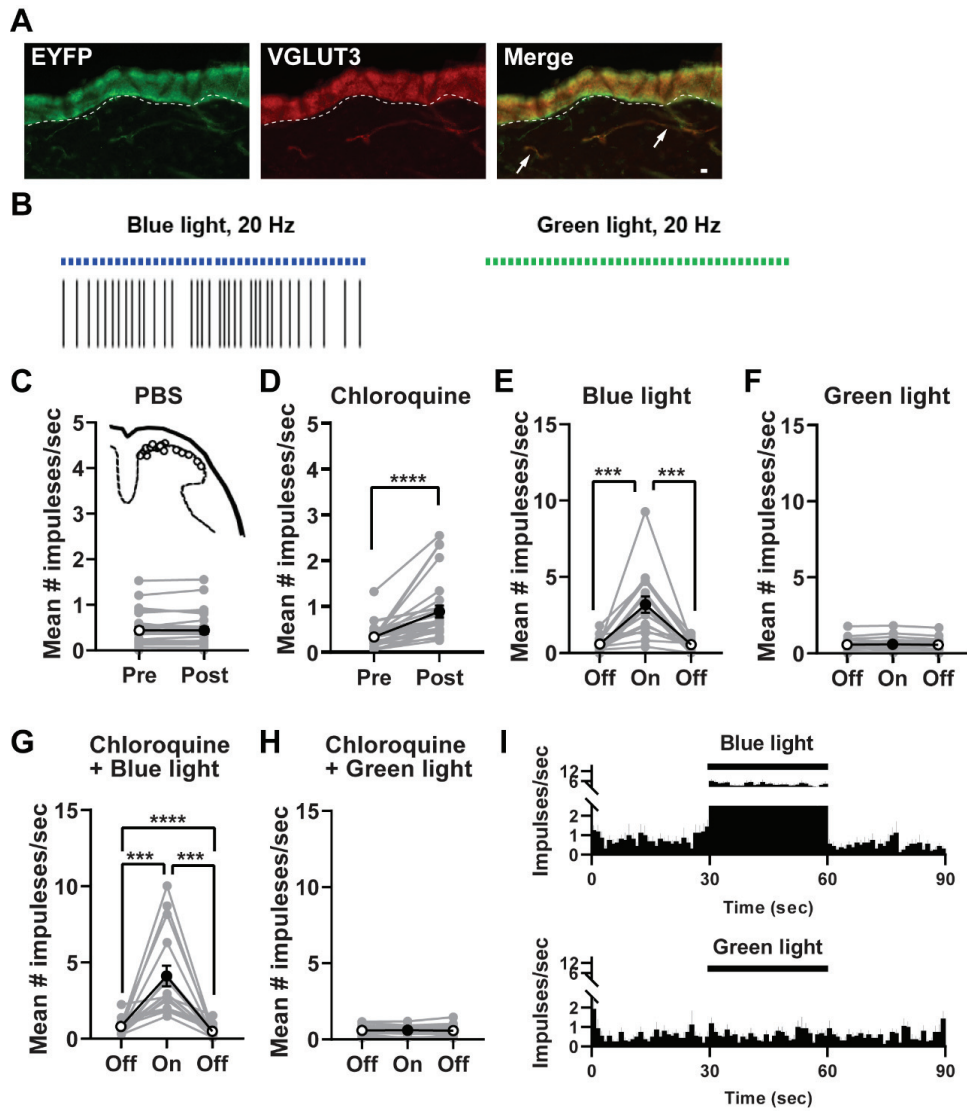 A
EYFP
VGLUT3
Merge
B
Blue light, 20 Hz
Green light, 20 Hz
C
PBS
Mean # impuleses/sec
5
4
3
2
1
0
Pre
Post
D
Chloroquine
Mean # impuleses/sec
5
4
3
2
1
0
****
Pre
Post
E
Blue light
Mean # impuleses/sec
15
10
5
0
***
***
Off
On
Off
F
Green light
Mean # impuleses/sec
15
10
5
0
Off
On
Off
G
Chloroquine
+ Blue light
Mean # impuleses/sec
15
10
5
0
****
***
***
Off
On
Off
H
Chloroquine
+ Green light
Mean # impuleses/sec
15
10
5
0
Off
On
Off
I
Blue light
Impulses/sec
12
6
2
1
0
0
30
60
90
Time (sec)
Green light
Impulses/sec
12
6
2
1
0
0
30
60
90
Time (sec)